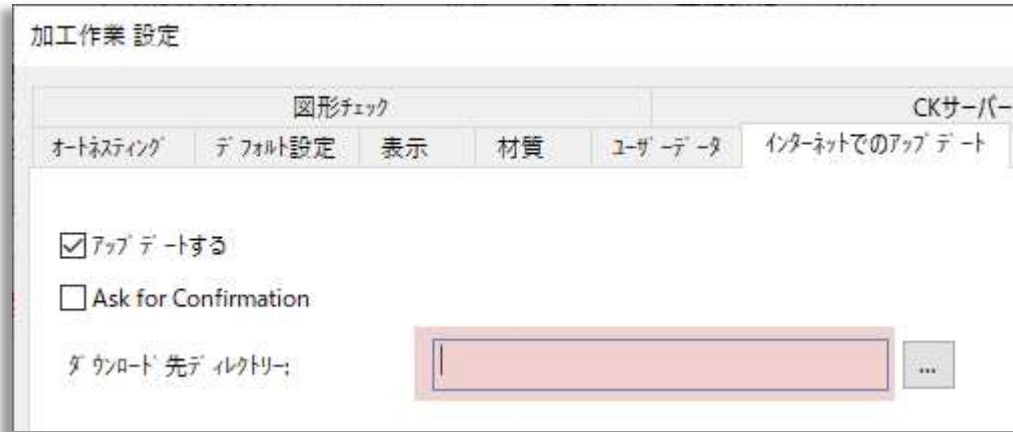 加工作業 設定
図形ﾁｪｯｸ CKサーバー
ｵｰﾄﾈｽﾃｨﾝｸﾞ ﾃﾞﾌｫﾙﾄ設定 表示 材質 ﾕｰｻﾞｰﾃﾞｰﾀ ｲﾝﾀｰﾈｯﾄでのｱｯﾌﾟﾃﾞｰﾄ
ｱｯﾌﾟﾃﾞｰﾄする
Ask for Confirmation
ﾀﾞｳﾝﾛｰﾄﾞ先ﾃﾞｨﾚｸﾄﾘｰ:
...